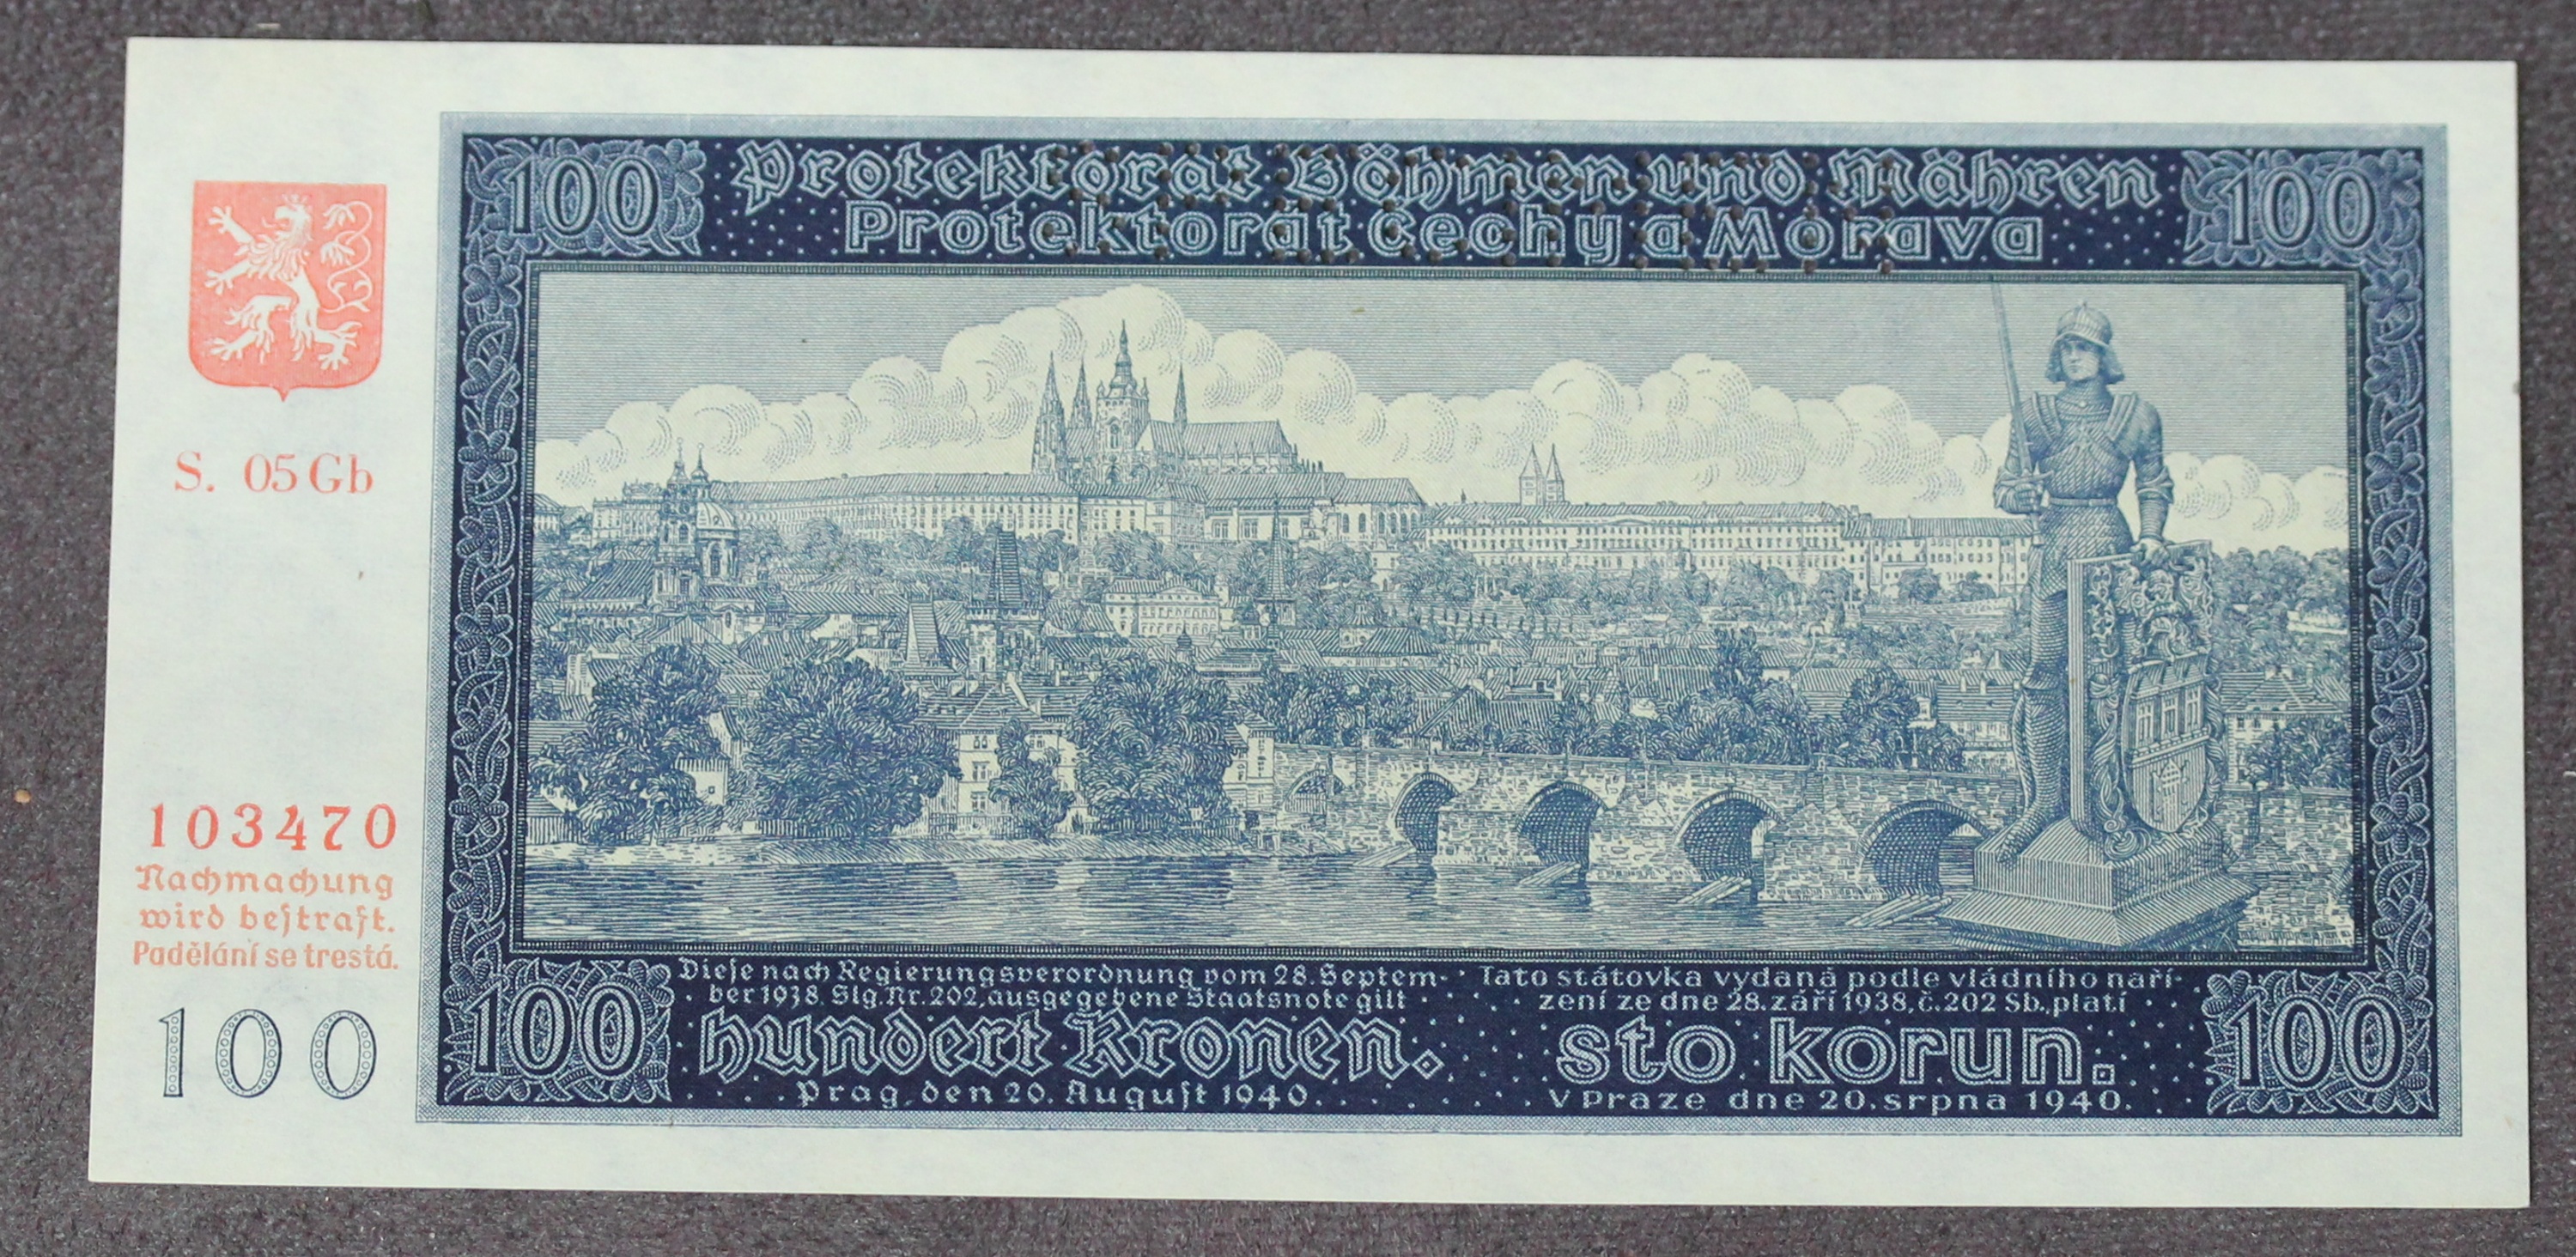 100 Protektorat Böhmen und Mähren 100
Protektorát Čechy a Morava
S. 05 Gb
103470
Nachmachung
wird bestraft.
Padělání se trestá.
100
Diese nach Regierungsverordnung vom 28. Septem-
ber 1938. Slg. Nr. 202, ausgegebene Staatsnote gilt
hundert Kronen.
Prag, den 20. August 1940.
Tato státovka vydaná podle vládního naří-
zení ze dne 28. září 1938, č. 202 Sb., platí
sto korun.
V Praze dne 20. srpna 1940.
100
100